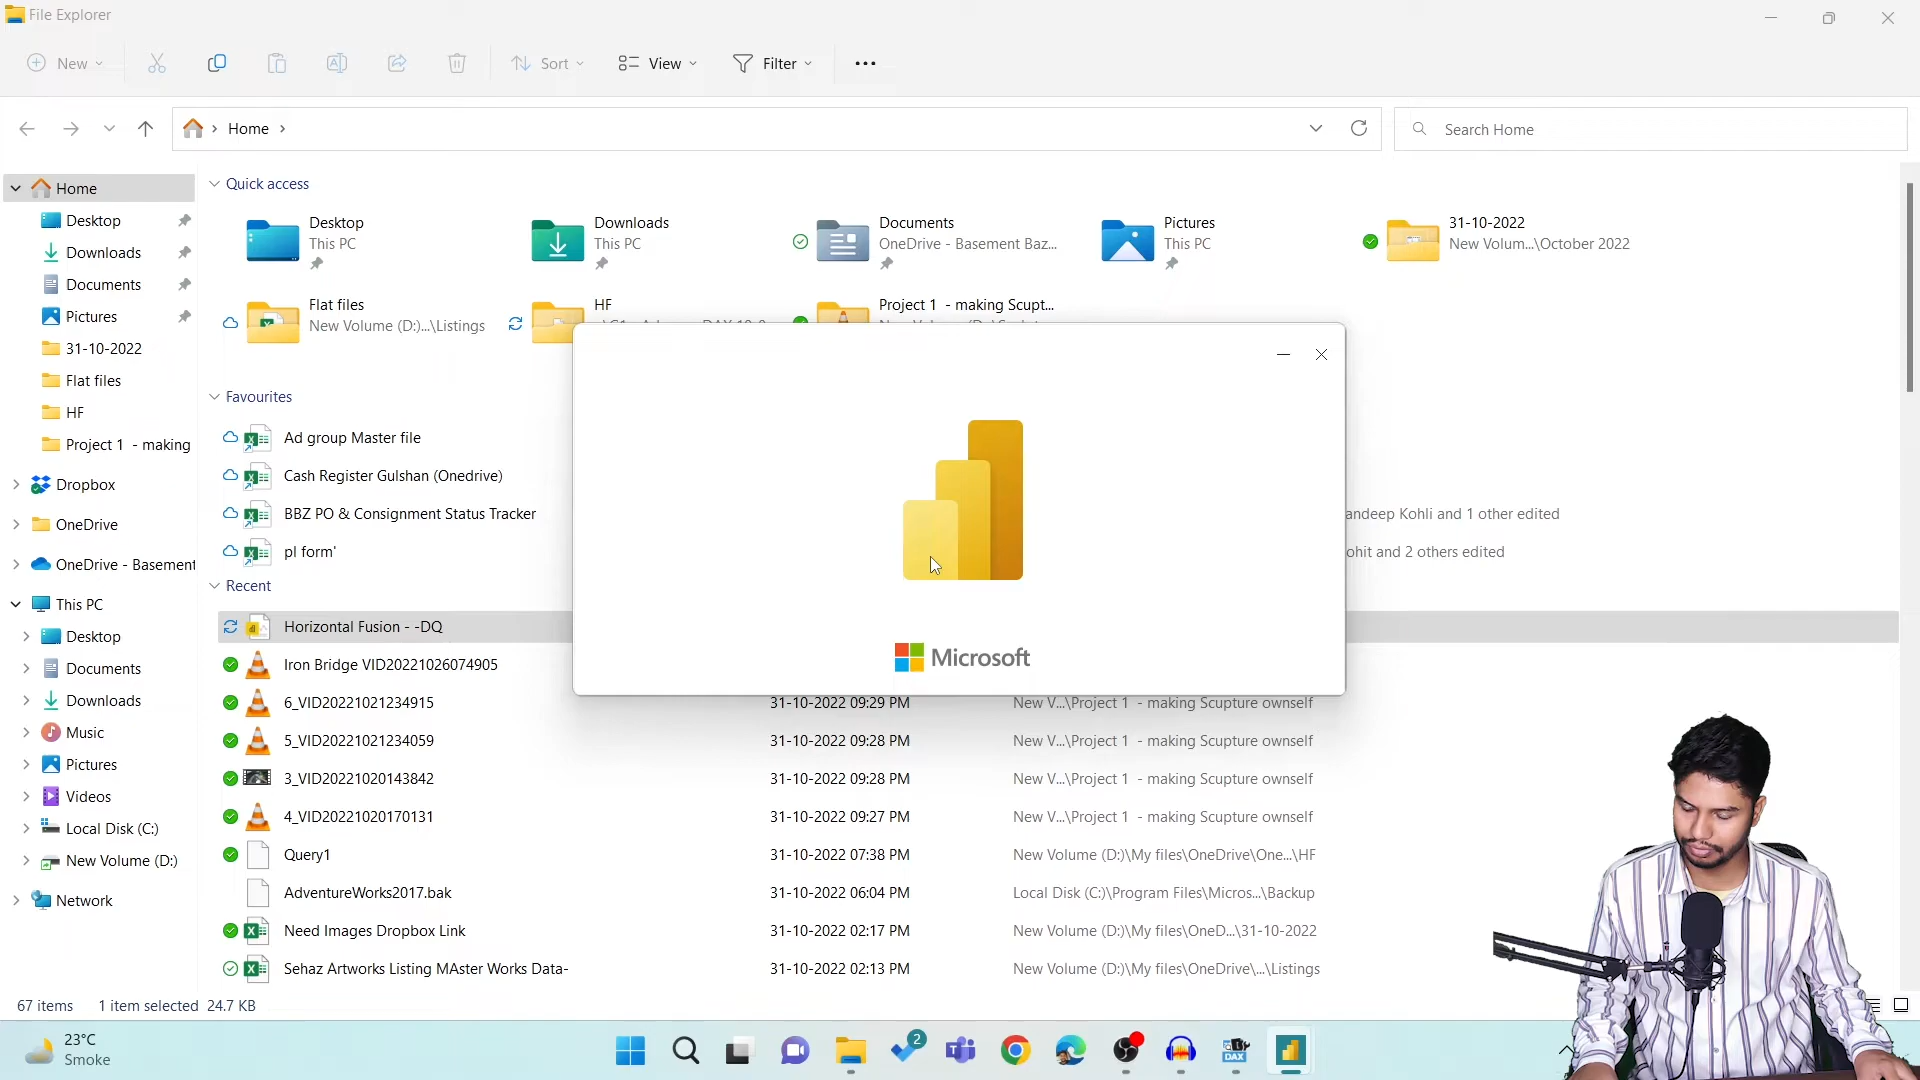 File Explorer
New
Sort
View
Filter
Home
Search Home
Home
Desktop
Downloads
Documents
Pictures
31-10-2022
Flat files
HF
Project 1 - making
Dropbox
OneDrive
OneDrive - Basement
This PC
Desktop
Documents
Downloads
Music
Pictures
Videos
Local Disk (C:)
New Volume (D:)
Network
Quick access
Desktop
This PC
Downloads
This PC
Documents
OneDrive - Basement Baz...
Pictures
This PC
31-10-2022
New Volum...\October 2022
Flat files
New Volume (D:)...\Listings
HF
Project 1 - making Scupt...
Favourites
Ad group Master file
Cash Register Gulshan (Onedrive)
BBZ PO & Consignment Status Tracker
andeep Kohli and 1 other edited
pl form'
ohit and 2 others edited
Microsoft
Recent
Horizontal Fusion - -DQ
Iron Bridge VID20221026074905
6_VID20221021234915 31-10-2022 09:29 PM New V...\Project 1 - making Scupture ownself
5_VID20221021234059 31-10-2022 09:28 PM New V...\Project 1 - making Scupture ownself
3_VID20221020143842 31-10-2022 09:28 PM New V...\Project 1 - making Scupture ownself
4_VID20221020170131 31-10-2022 09:27 PM New V...\Project 1 - making Scupture ownself
Query1 31-10-2022 07:38 PM New Volume (D:)\My files\OneDrive\One...\HF
AdventureWorks2017.bak 31-10-2022 06:04 PM Local Disk (C:)\Program Files\Micros...\Backup
Need Images Dropbox Link 31-10-2022 02:17 PM New Volume (D:)\My files\OneD...\31-10-2022
Sehaz Artworks Listing MAster Works Data- 31-10-2022 02:13 PM New Volume (D:)\My files\OneDrive\...\Listings
67 items 1 item selected 24.7 KB
23°C
Smoke
2
DAX